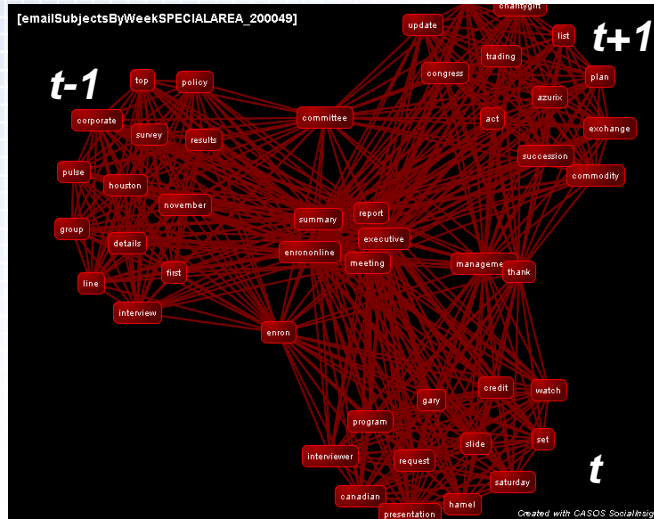 [emailSubjectsByWeekSPECIALAREA_200049]
charitygift
update
list
t+1
trading
t-1
congress
plan
top
policy
azurix
corporate
committee
act
exchange
survey
results
succession
pulse
commodity
houston
november
report
summary
group
executive
details
enrononline
meeting
management
thank
first
line
interview
enron
credit
watch
gary
program
set
slide
interviewer
request
t
saturday
canadian
hamel
presentation
Created with CASOS SocialInsig